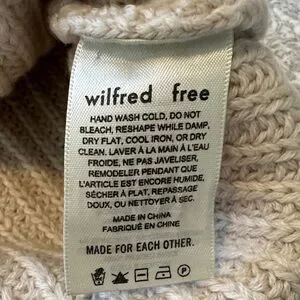 wilfred free
HAND WASH COLD, DO NOT
BLEACH, RESHAPE WHILE DAMP,
DRY FLAT, COOL IRON, OR DRY
CLEAN. LAVER À LA MAIN À L'EAU
FROIDE, NE PAS JAVELISER,
REMODELER PENDANT QUE
L'ARTICLE EST ENCORE HUMIDE,
SÉCHER À PLAT, REPASSAGE
DOUX, OU NETTOYER À SEC.
MADE IN CHINA
FABRIQUÉ EN CHINE
MADE FOR EACH OTHER.